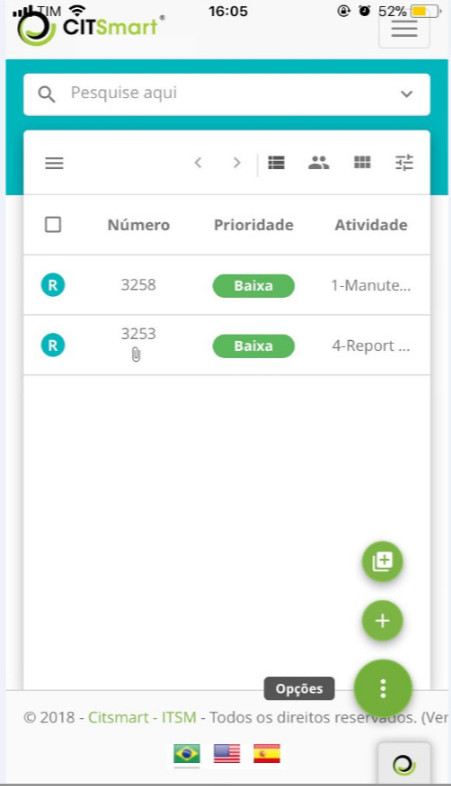 TIM 16:05 52%
CITSmart®
Pesquise aqui
Número Prioridade Atividade
R 3258 Baixa 1-Manute...
R 3253 Baixa 4-Report ...
Opções
© 2018 - Citsmart - ITSM - Todos os direitos reservados. (Ver